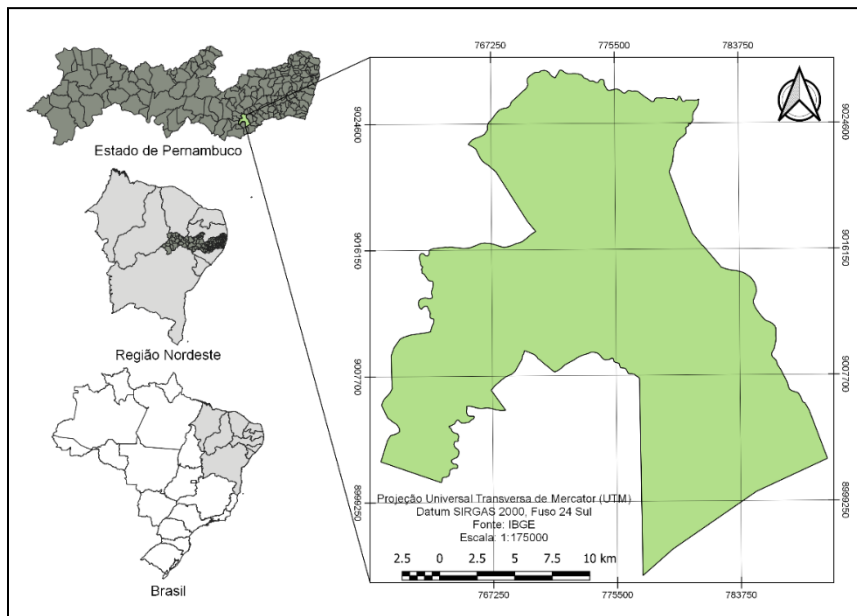 767250 775500 783750
9024600 9024600
Estado de Pernambuco
9016150 9016150
Região Nordeste
900700 900700
Projeção Universal Transversa de Mercator (UTM)
Datum SIRGAS 2000, Fuso 24 Sul
Fonte: IBGE
Escala: 1:175000
8999250 8999250
2.5 0 2.5 5 7.5 10 km
Brasil
767250 775500 783750